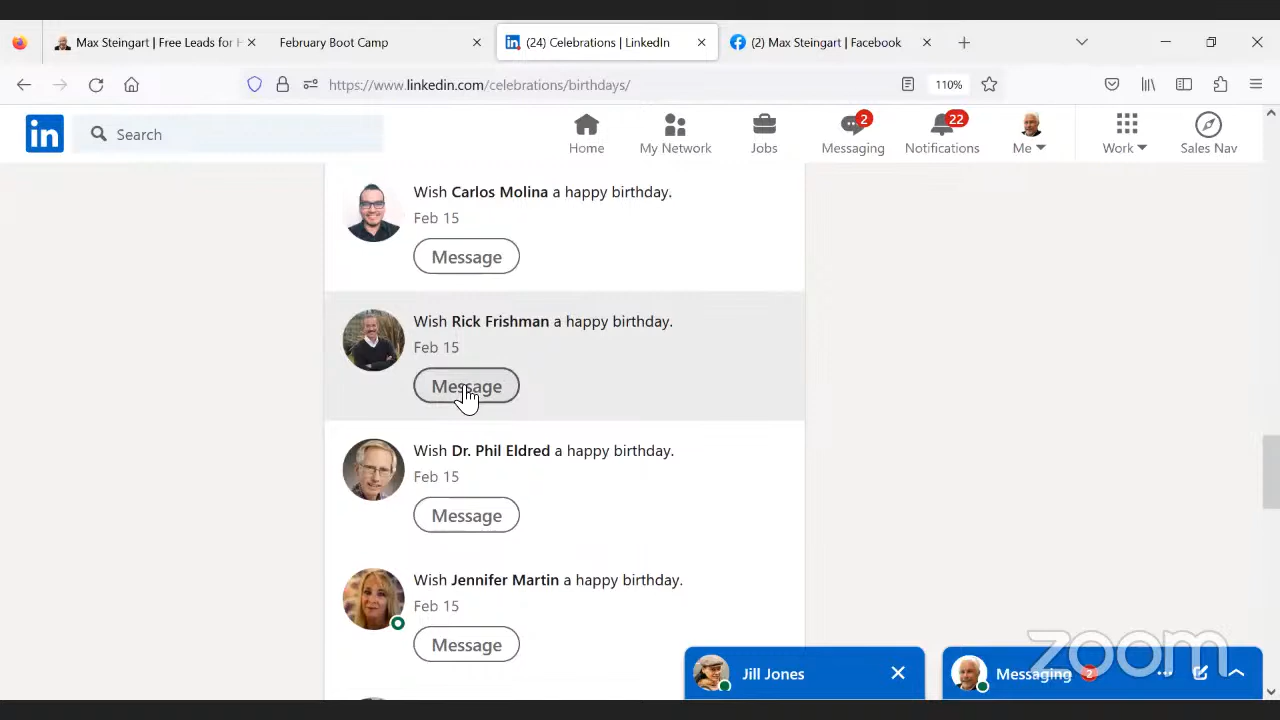 Max Steingart | Free Leads for H
February Boot Camp
in (24) Celebrations | LinkedIn
(2) Max Steingart | Facebook
https://www.linkedin.com/celebrations/birthdays/
110%
in
Search
Home
My Network
Jobs
2
Messaging
22
Notifications
Me
Work
Sales Nav
Wish Carlos Molina a happy birthday.
Feb 15
Message
Wish Rick Frishman a happy birthday.
Feb 15
Message
Wish Dr. Phil Eldred a happy birthday.
Feb 15
Message
Wish Jennifer Martin a happy birthday.
Feb 15
Message
Jill Jones
Messaging 2
zoom